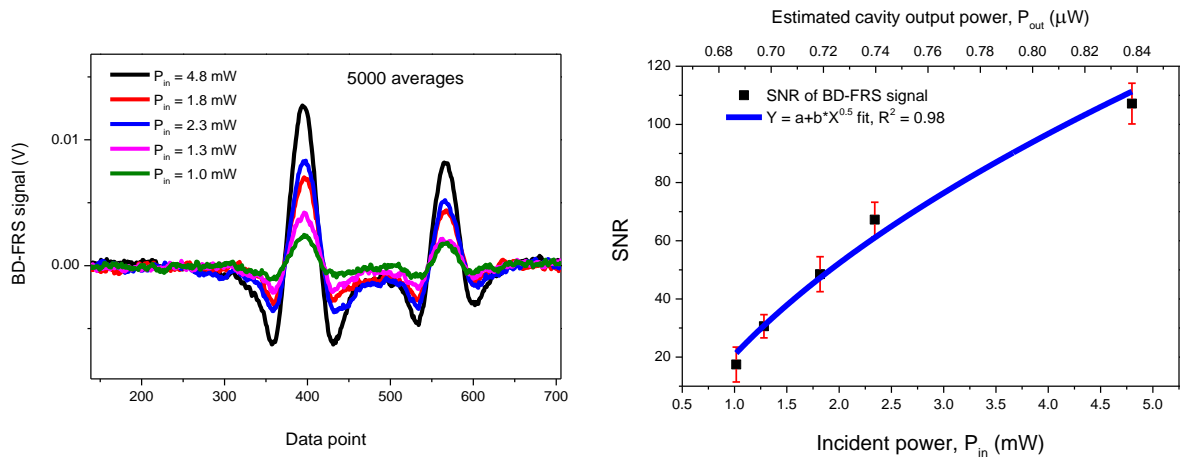 BD-FRS signal (V)
0.01
0.00
P_in = 4.8 mW
P_in = 1.8 mW
P_in = 2.3 mW
P_in = 1.3 mW
P_in = 1.0 mW
5000 averages
200 300 400 500 600 700
Data point
Estimated cavity output power, P_out (μW)
0.68 0.70 0.72 0.74 0.76 0.78 0.80 0.82 0.84
SNR
120
100
80
60
40
20
SNR of BD-FRS signal
Y = a+b*X^0.5 fit, R^2 = 0.98
0.5 1.0 1.5 2.0 2.5 3.0 3.5 4.0 4.5 5.0
Incident power, P_in (mW)